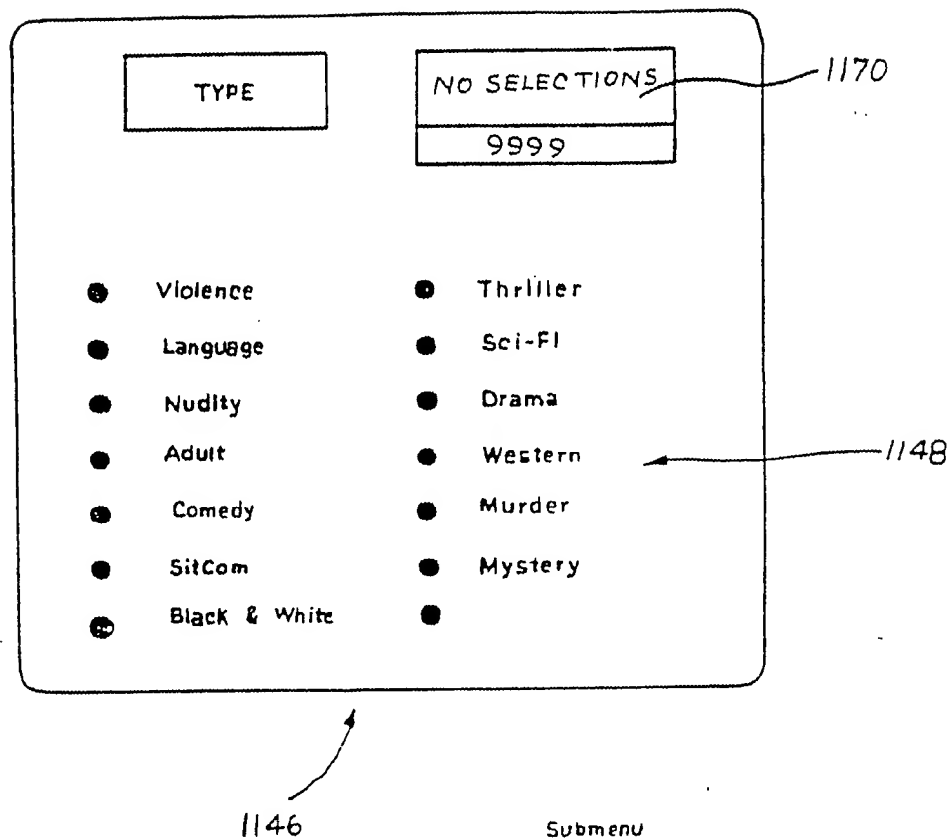 TYPE
NO SELECTIONS
9999
1170
Violence
Language
Nudity
Adult
Comedy
SitCom
Black & White
Thriller
Sci-Fi
Drama
Western
Murder
Mystery
1148
1146
Submenu